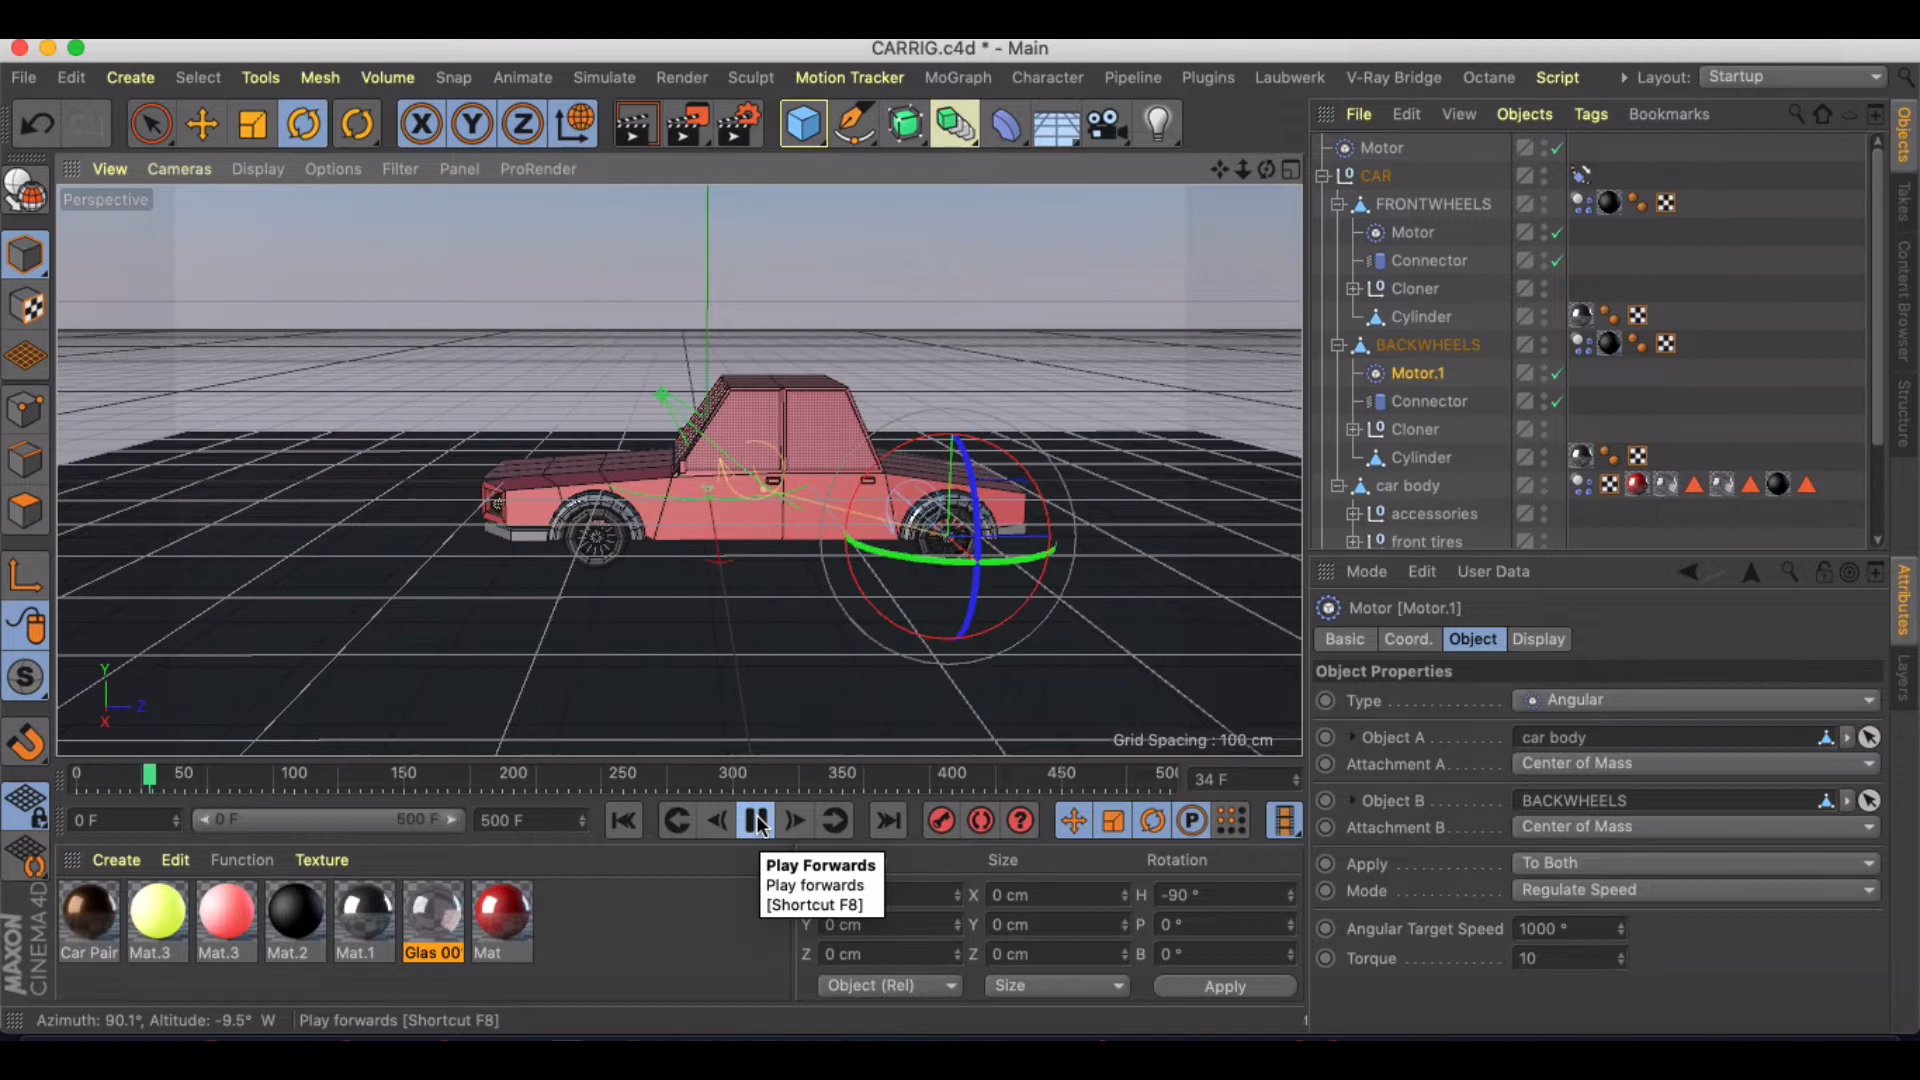 CARRIG.c4d * - Main
File Edit Create Select Tools Mesh Volume Snap Animate Simulate Render Sculpt Motion Tracker MoGraph Character Pipeline Plugins Laubwerk V-Ray Bridge Octane Script Layout: Startup
File Edit View Objects Tags Bookmarks
X Y Z
View Cameras Display Options Filter Panel ProRender
Perspective
Motor
CAR
FRONTWHEELS
Motor
Connector
Cloner
Cylinder
BACKWHEELS
Motor.1
Connector
Cloner
Cylinder
car body
accessories
front tires
Objects
Takes
Content Browser
Structure
Y
Z
X
Grid Spacing : 100 cm
Mode Edit User Data
Motor [Motor.1]
Basic Coord. Object Display
Object Properties
Type Angular
Object A car body
Attachment A Center of Mass
Object B BACKWHEELS
Attachment B Center of Mass
Apply To Both
Mode Regulate Speed
Angular Target Speed 1000 °
Torque 10
Attributes
Layers
0 50 100 150 200 250 300 350 400 450 50
34 F
0 F 0 F 500 F 500 F
Create Edit Function Texture
Size Rotation
Play Forwards
Play forwards
[Shortcut F8]
X 0 cm H -90 °
Y 0 cm Y 0 cm P 0 °
Z 0 cm Z 0 cm B 0 °
Object (Rel) Size Apply
Car Pair Mat.3 Mat.3 Mat.2 Mat.1 Glas 00 Mat
MAXON
CINEMA4D
Azimuth: 90.1°, Altitude: -9.5° W Play forwards [Shortcut F8]